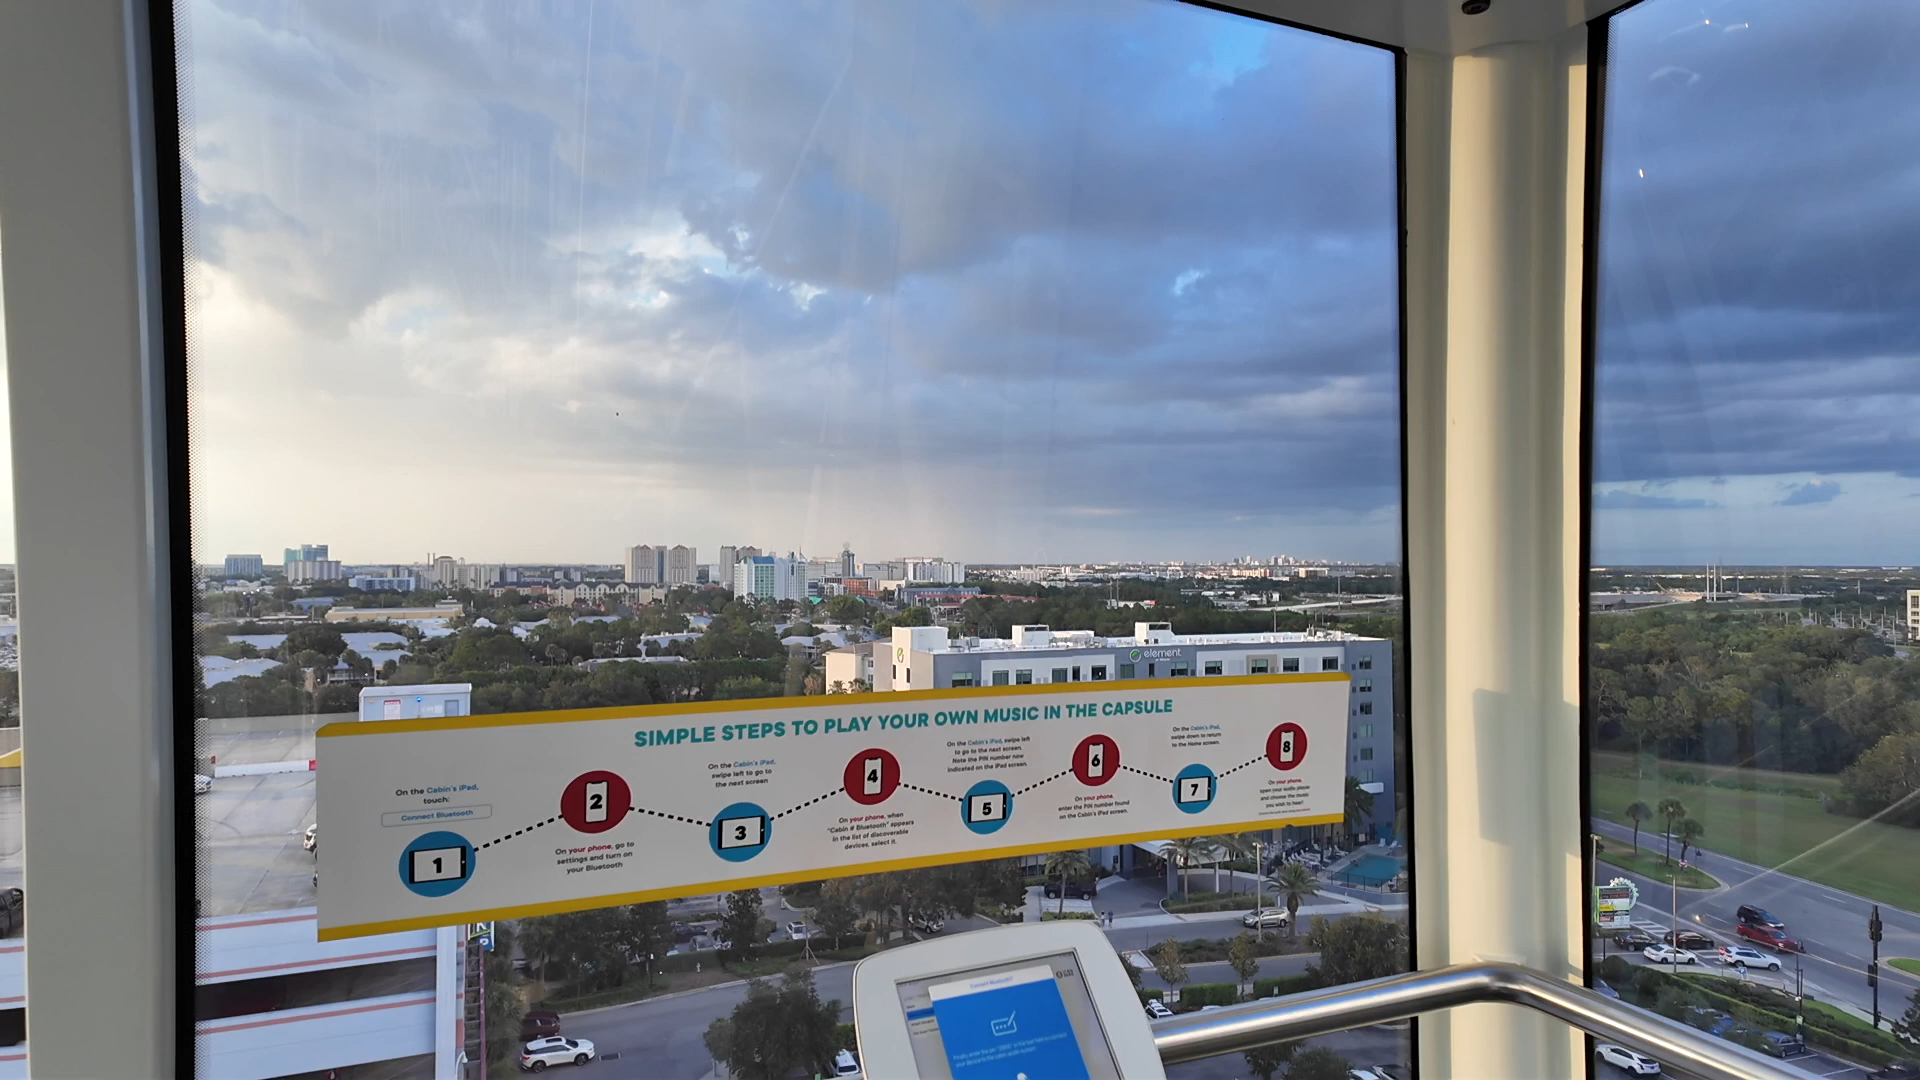 element
SIMPLE STEPS TO PLAY YOUR OWN MUSIC IN THE CAPSULE
On the Cabin's iPad,
touch:
Connect Bluetooth
1
2
On your phone, go to
settings and turn on
your Bluetooth
On the Cabin's iPad,
swipe left to go to
the next screen
3
4
On your phone, when
"Cabin # Bluetooth" appears
in the list of discoverable
devices, select it.
On the Cabin's iPad, swipe left
to go to the next screen.
Note the PIN number now
indicated on the iPad screen.
5
6
On your phone,
enter the PIN number found
on the Cabin's iPad screen.
On the Cabin's iPad,
swipe down to return
to the Home screen.
7
8
On your phone,
open your audio player
and choose the music
you wish to hear!
Connect Bluetooth